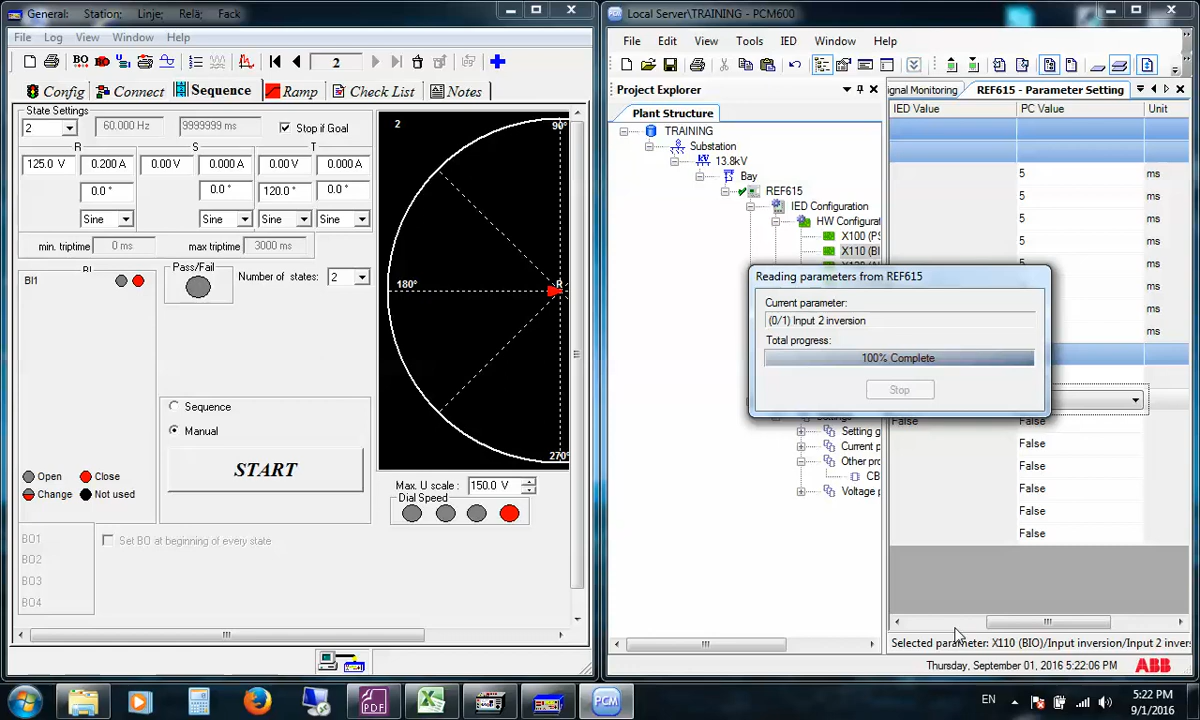 General: Station: Linje; Relä; Fack
File Log View Window Help
BO BO
2
Config Connect Sequence Ramp Check List Notes
State Settings
2 60.000 Hz 9999999 ms Stop if Goal
R S T
125.0 V 0.200 A 0.00 V 0.000 A 0.00 V 0.000 A
0.0 ° 0.0 ° 120.0 ° 0.0 °
Sine Sine Sine Sine
min. triptime 0 ms max triptime 3000 ms
BI1
Pass/Fail
Number of states: 2
Sequence
Manual
START
Open Close
Change Not used
BO1
BO2
BO3
BO4
Set BO at beginning of every state
2
90°
180°
R
270°
Max. U scale : 150.0 V
Dial Speed
Local Server\TRAINING - PCM600
File Edit View Tools IED Window Help
Project Explorer
Plant Structure
TRAINING
Substation
13.8kV
Bay
REF615
IED Configuration
HW Configura
X100 (PS
X110 (BI
Setting g
Current p
Other pro
CB
Voltage p
ignal Monitoring REF615 - Parameter Setting
IED Value PC Value Unit
5 ms
5 ms
5 ms
5 ms
ms
ms
ms
ms
False False
False
False
False
False
False
Reading parameters from REF615
Current parameter:
(0/1) Input 2 inversion
Total progress:
100% Complete
Stop
Selected parameter: X110 (BIO)/Input inversion/Input 2 inver
Thursday, September 01, 2016 5:22:06 PM ABB
PDF
PCM
EN
5:22 PM
9/1/2016